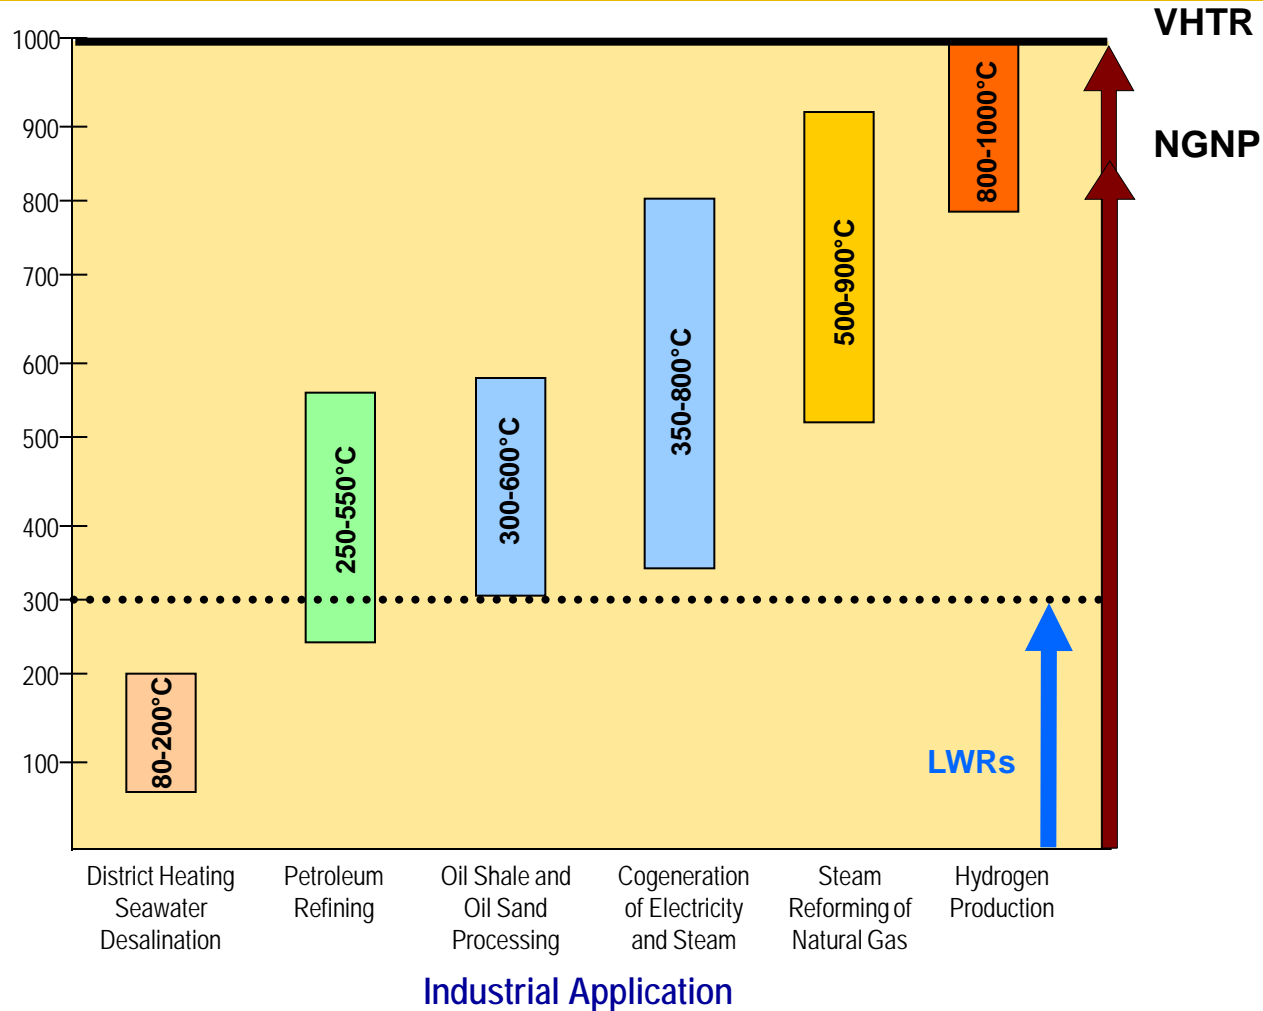 VHTR
1000
NGNP
900
800
700
600
500
400
300
200
100
800-1000°C
500-900°C
350-800°C
300-600°C
250-550°C
80-200°C
LWRs
District Heating
Seawater
Desalination
Petroleum
Refining
Oil Shale and
Oil Sand
Processing
Cogeneration
of Electricity
and Steam
Steam
Reforming of
Natural Gas
Hydrogen
Production
Industrial Application